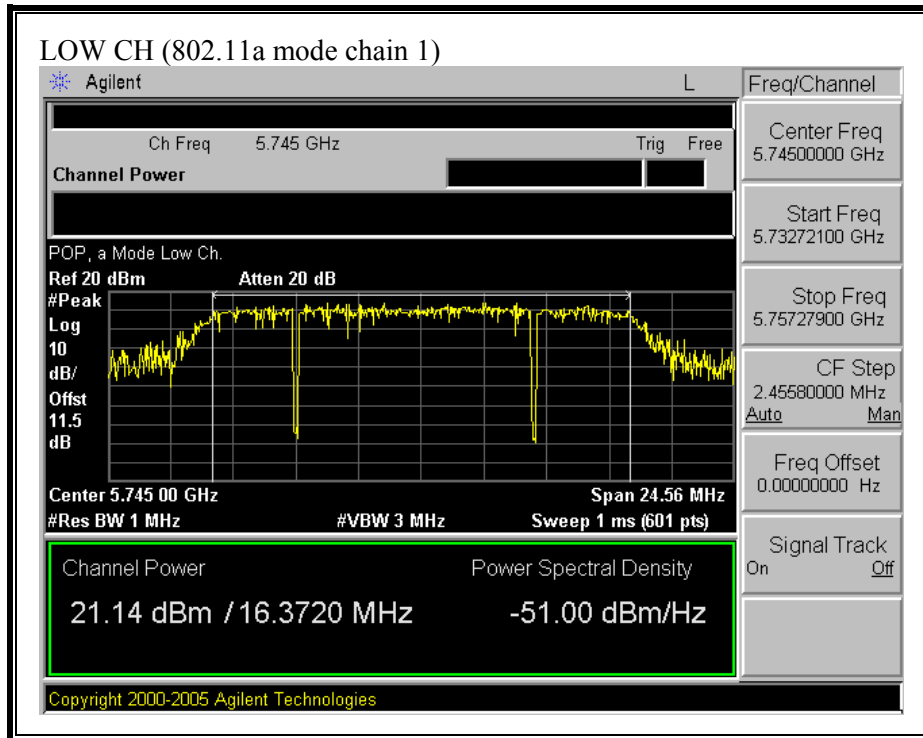 LOW CH (802.11a mode chain 1)
Agilent L Freq/Channel
Ch Freq 5.745 GHz Trig Free
Channel Power
Center Freq
5.74500000 GHz
Start Freq
5.73272100 GHz
Stop Freq
5.75727900 GHz
CF Step
2.45580000 MHz
Auto Man
Freq Offset
0.00000000 Hz
Signal Track
On Off
POP, a Mode Low Ch.
Ref 20 dBm Atten 20 dB
#Peak
Log
10
dB/
Offst
11.5
dB
Center 5.745 00 GHz Span 24.56 MHz
#Res BW 1 MHz #VBW 3 MHz Sweep 1 ms (601 pts)
Channel Power Power Spectral Density
21.14 dBm / 16.3720 MHz -51.00 dBm/Hz
Copyright 2000-2005 Agilent Technologies